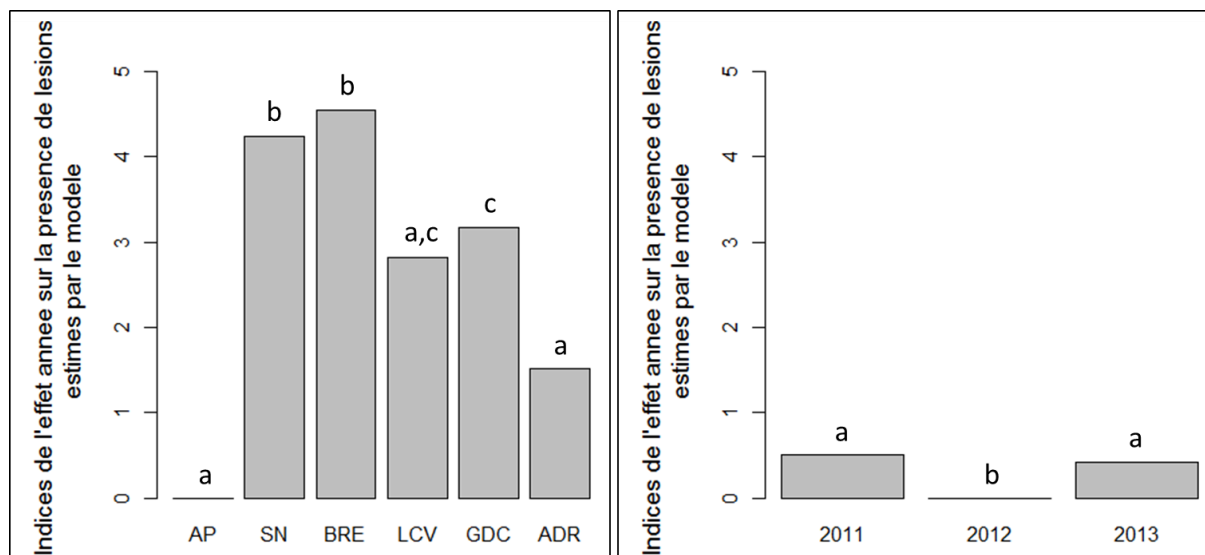 Indices de l'effet annee sur la presence de lesions
estimes par le modele
5
4
3
2
1
0
a
b
b
a,c
c
a
AP SN BRE LCV GDC ADR
Indices de l'effet annee sur la presence de lesions
estimes par le modele
5
4
3
2
1
0
a
b
a
2011 2012 2013